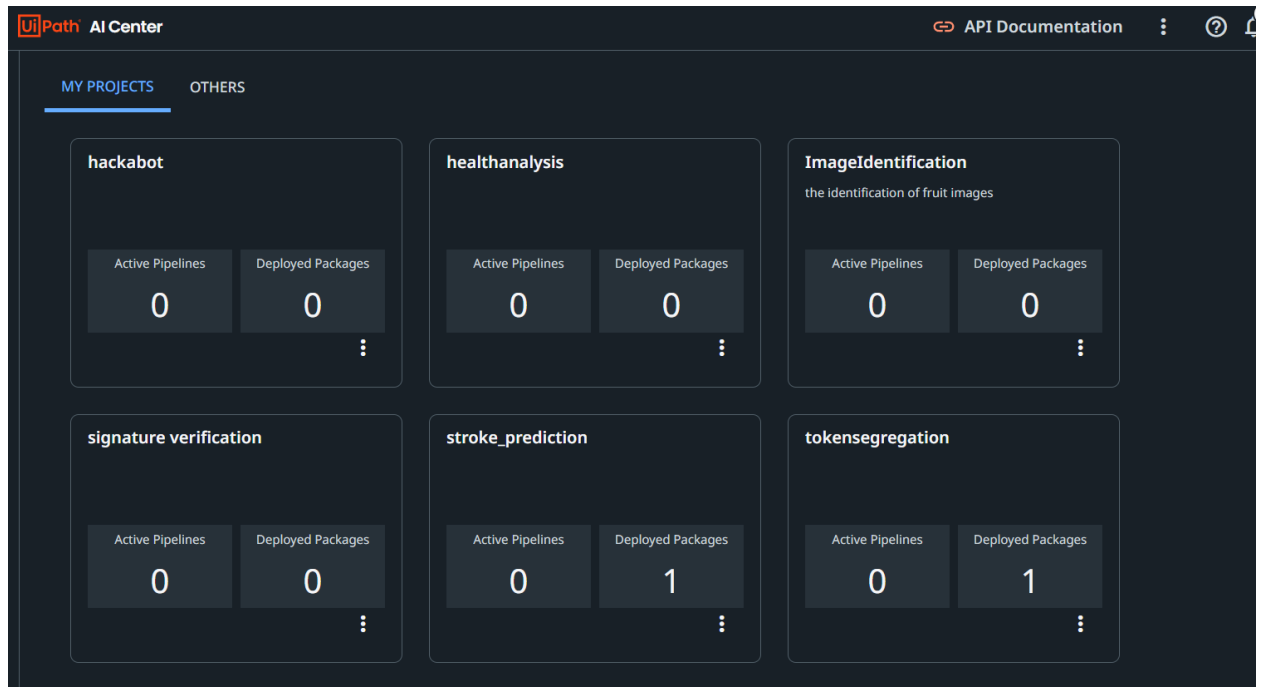 UiPath AI Center
API Documentation
MY PROJECTS OTHERS
hackabot
Active Pipelines Deployed Packages
0 0
healthanalysis
Active Pipelines Deployed Packages
0 0
ImageIdentification
the identification of fruit images
Active Pipelines Deployed Packages
0 0
signature verification
Active Pipelines Deployed Packages
0 0
stroke_prediction
Active Pipelines Deployed Packages
0 1
tokensegregation
Active Pipelines Deployed Packages
0 1